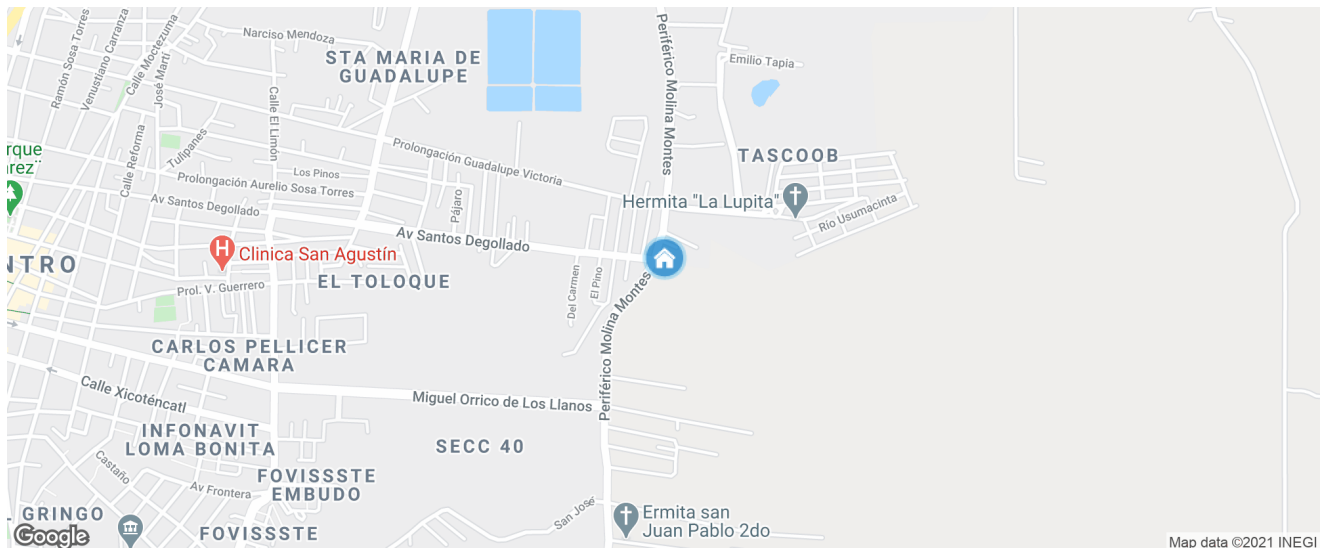 Narciso Mendoza
Ramón Sosa Torres
Venustiano Carranza
Calle Moctezuma
José Martí
STA MARIA DE
GUADALUPE
Periférico Molina Montes
Emilio Tapia
TASCOOB
Calle El Limón
Tulipanes
Calle Reforma
arque
arez"
Los Pinos
Prolongación Guadalupe Victoria
Prolongación Aurelio Sosa Torres
Pájaro
Av Santos Degollado
Hermita "La Lupita"
Río Usumacinta
Av Santos Degollado
Clinica San Agustín
NTRO
EL TOLOQUE
Prol. V. Guerrero
Del Carmen
El Pino
Periférico Molina Montes
CARLOS PELLICER
CAMARA
Calle Xicoténcatl
Miguel Orrico de Los Llanos
INFONAVIT
LOMA BONITA
SECC 40
Castaño
Av Frontera
FOVISSSTE
EMBUDO
L GRINGO
FOVISSSTE
San José
Ermita san
Juan Pablo 2do
Google
Map data ©2021 INEGI